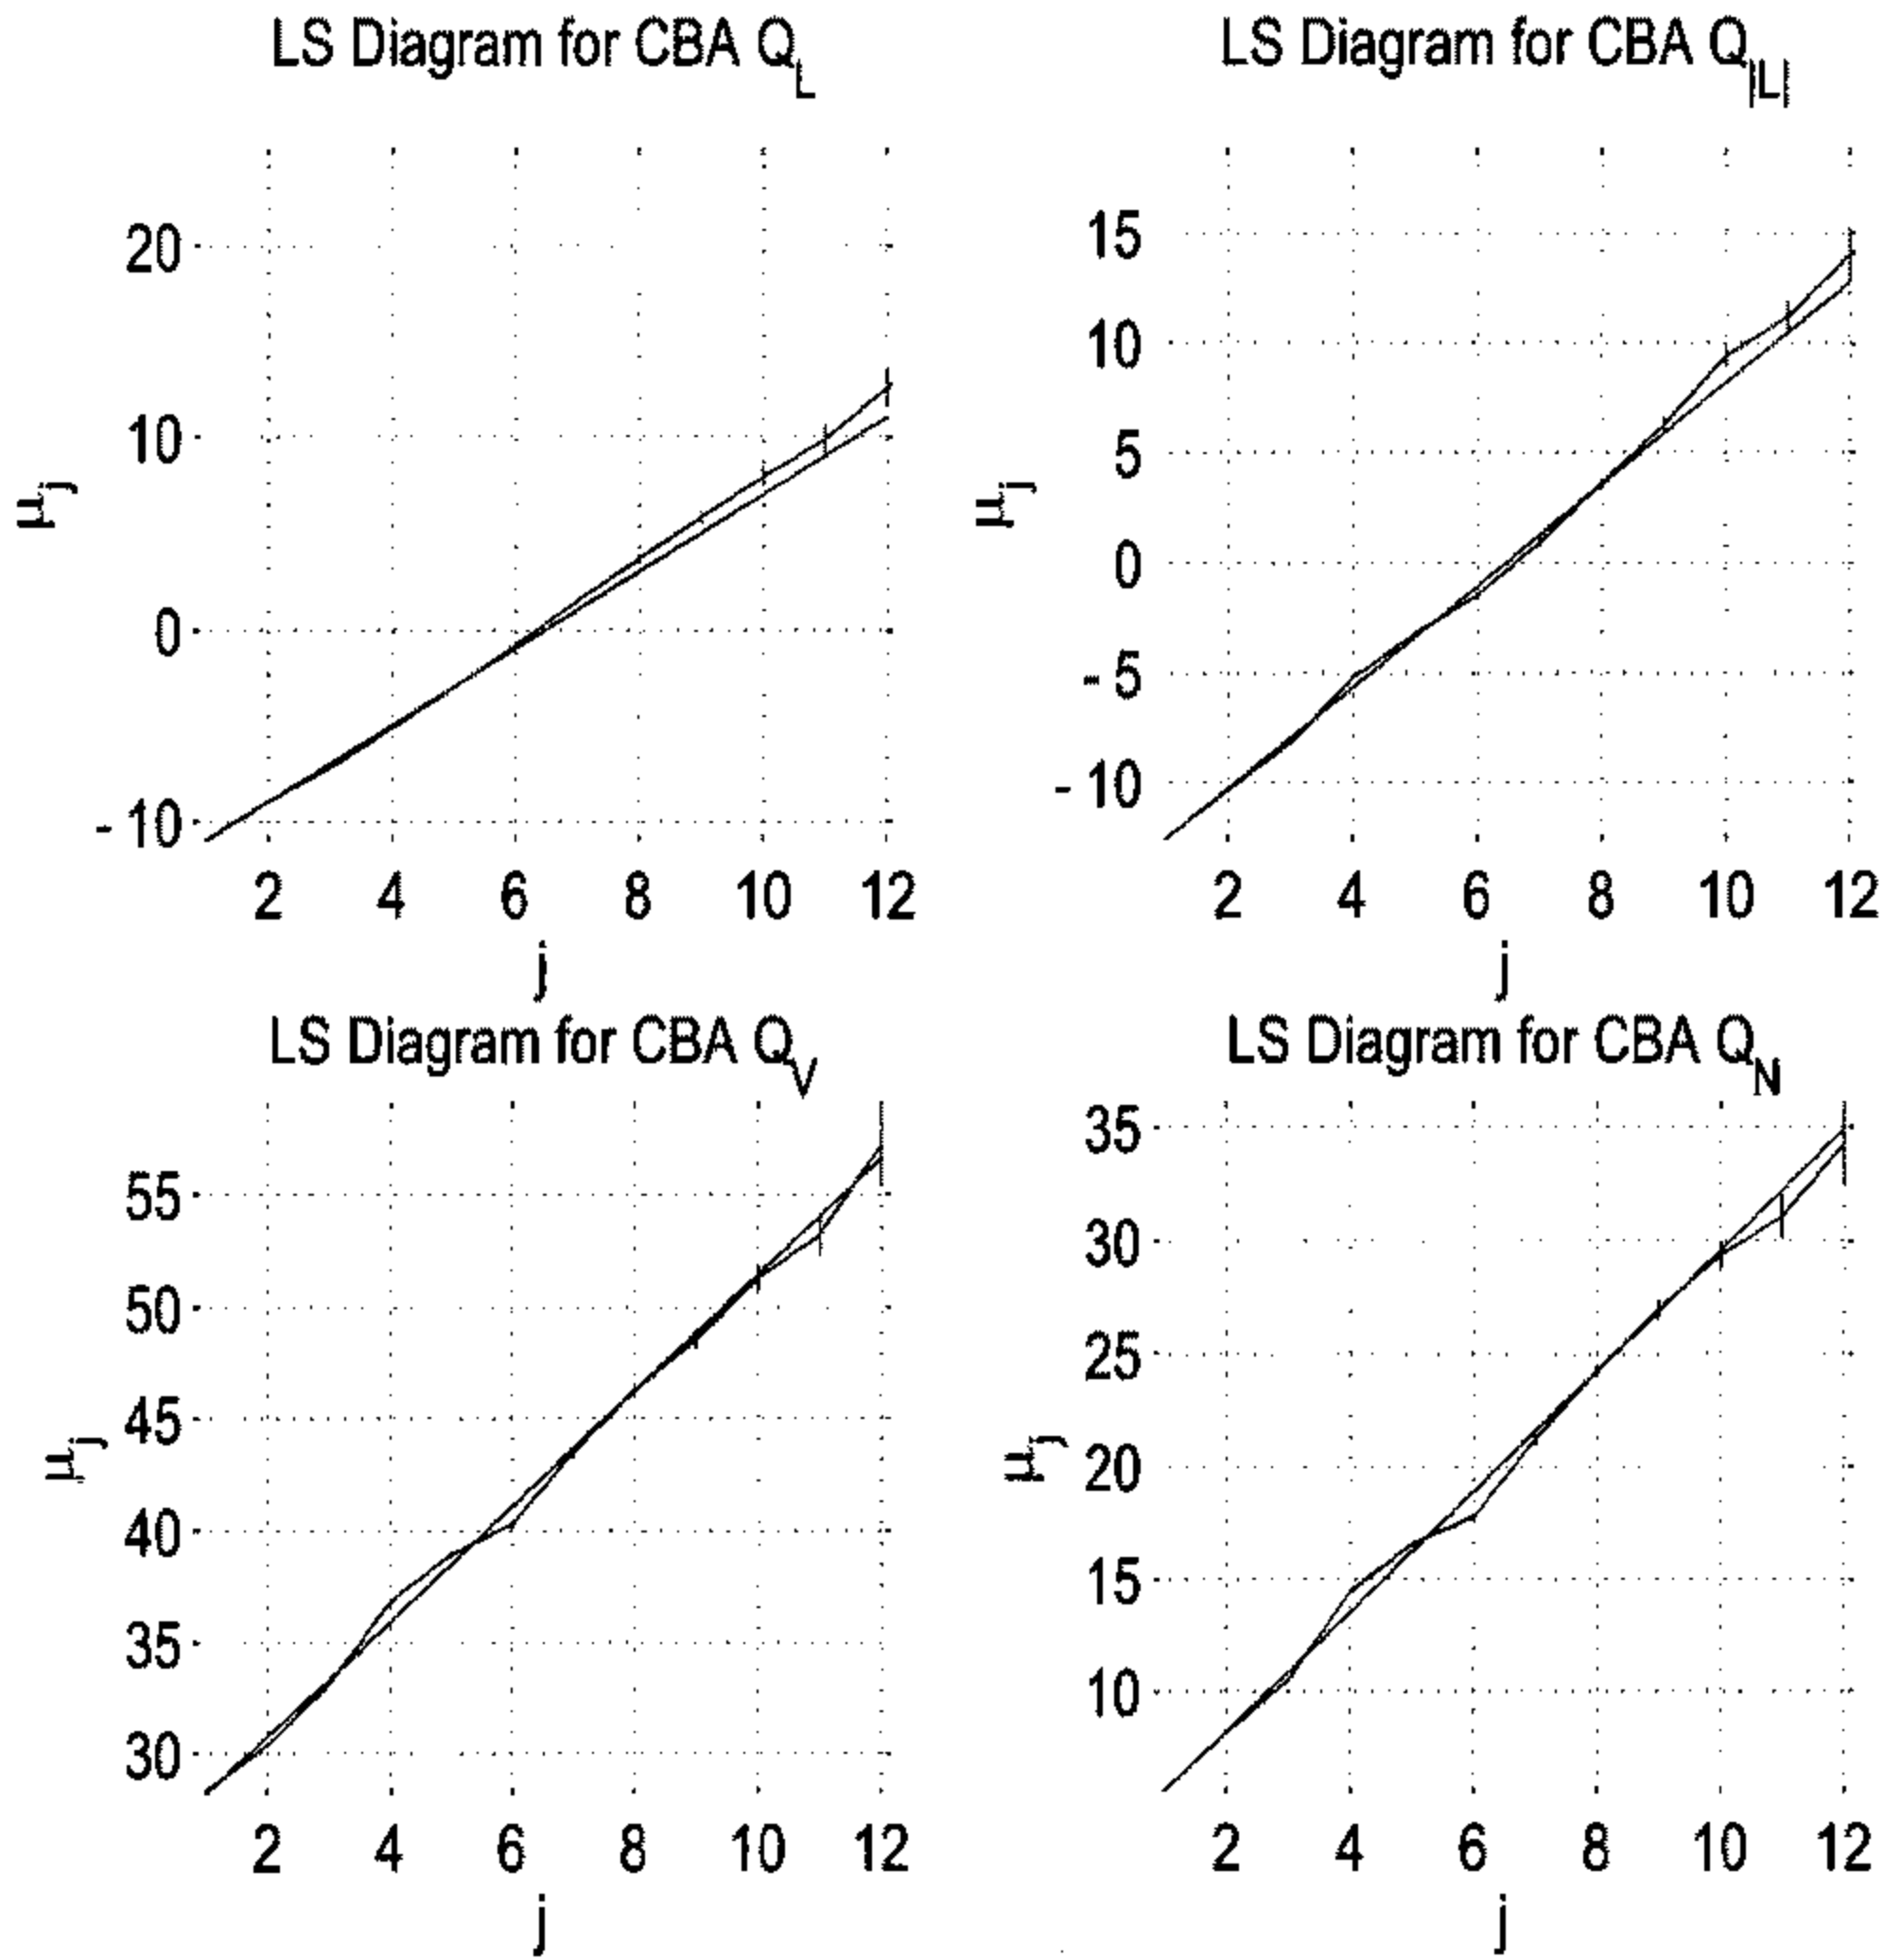 LS Diagram for CBA Q_L
20
10
0
- 10
μ_j
2 4 6 8 10 12
j
LS Diagram for CBA Q_|L|
15
10
5
0
- 5
- 10
μ_j
2 4 6 8 10 12
j
LS Diagram for CBA Q_V
55
50
45
40
35
30
μ_j
2 4 6 8 10 12
j
LS Diagram for CBA Q_N
35
30
25
20
15
10
μ_j
2 4 6 8 10 12
j